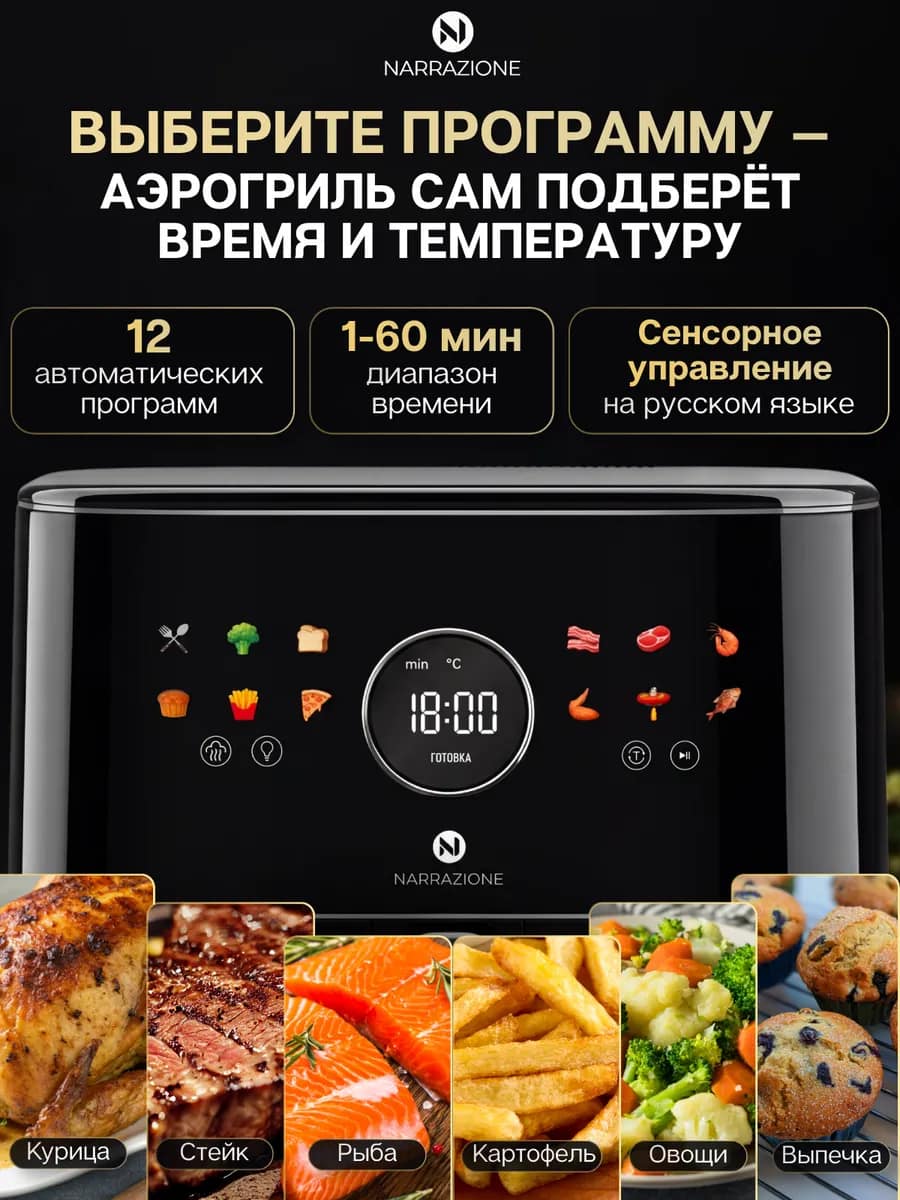 NARRAZIONE
ВЫБЕРИТЕ ПРОГРАММУ –
АЭРОГРИЛЬ САМ ПОДБЕРЁТ
ВРЕМЯ И ТЕМПЕРАТУРУ
12
автоматических
программ
1-60 мин
диапазон
времени
Сенсорное
управление
на русском языке
min °C
18:00
ГОТОВКА
T
NARRAZIONE
Курица
Стейк
Рыба
Картофель
Овощи
Выпечка